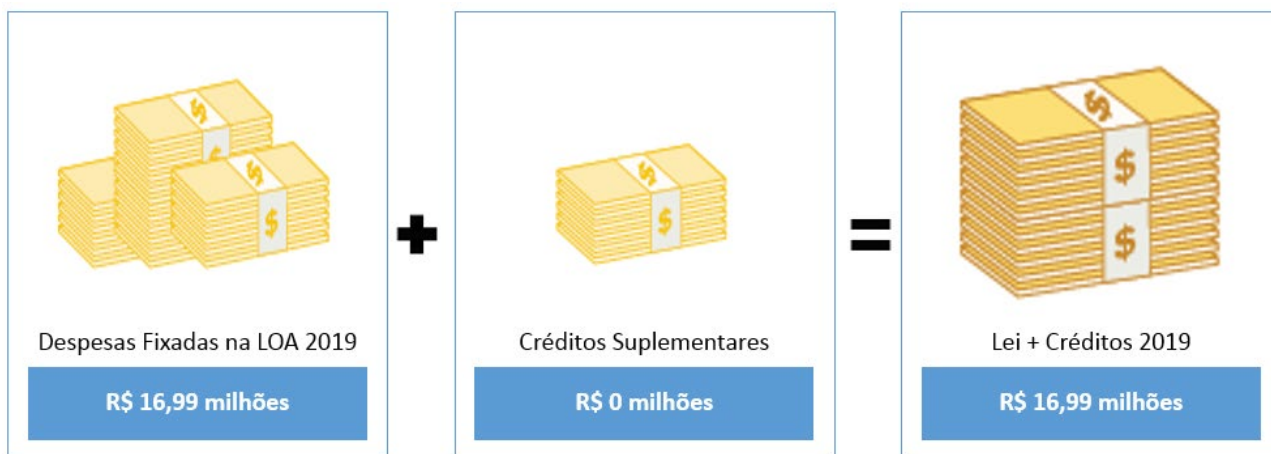 Despesas Fixadas na LOA 2019
R$ 16,99 milhões
+
Créditos Suplementares
R$ 0 milhões
=
Lei + Créditos 2019
R$ 16,99 milhões